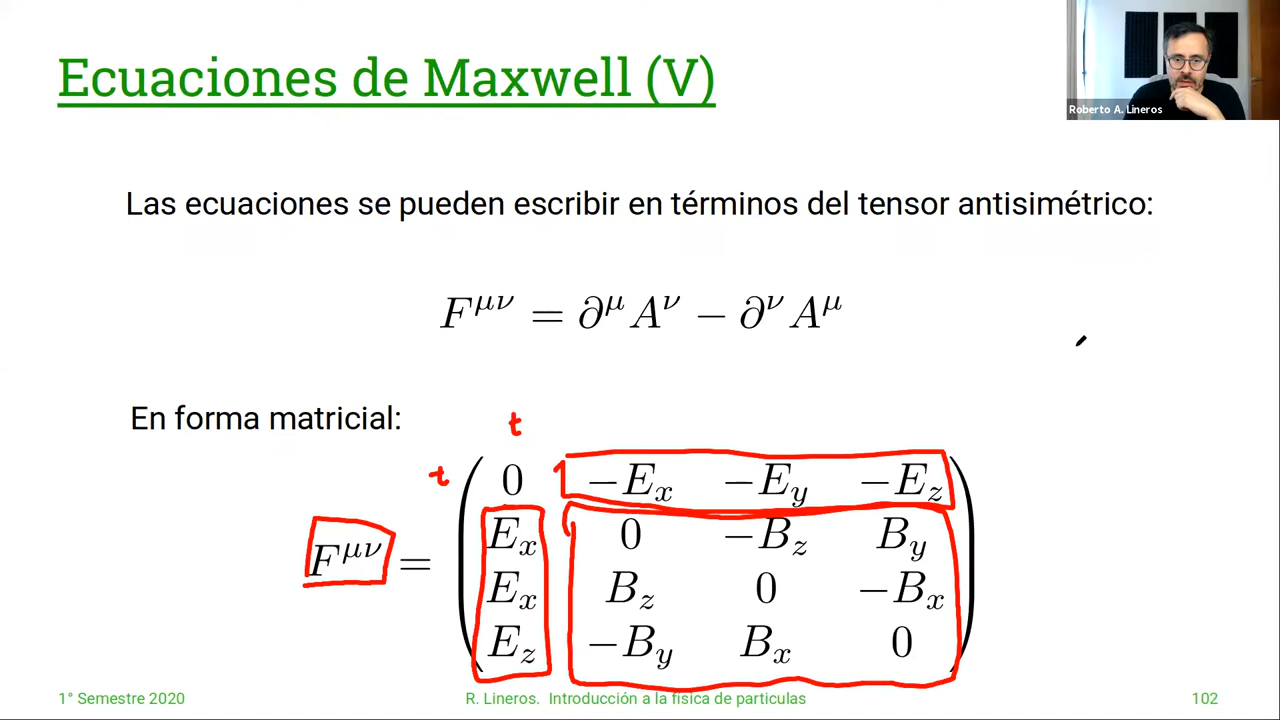 Ecuaciones de Maxwell (V)
Roberto A. Lineros
Las ecuaciones se pueden escribir en términos del tensor antisimétrico:
F^{μν} = ∂^μ A^ν − ∂^ν A^μ
En forma matricial:
t
t 0 −E_x −E_y −E_z
E_x 0 −B_z B_y
F^{μν} =
E_x B_z 0 −B_x
E_z −B_y B_x 0
1° Semestre 2020 R. Lineros. Introducción a la física de particulas 102